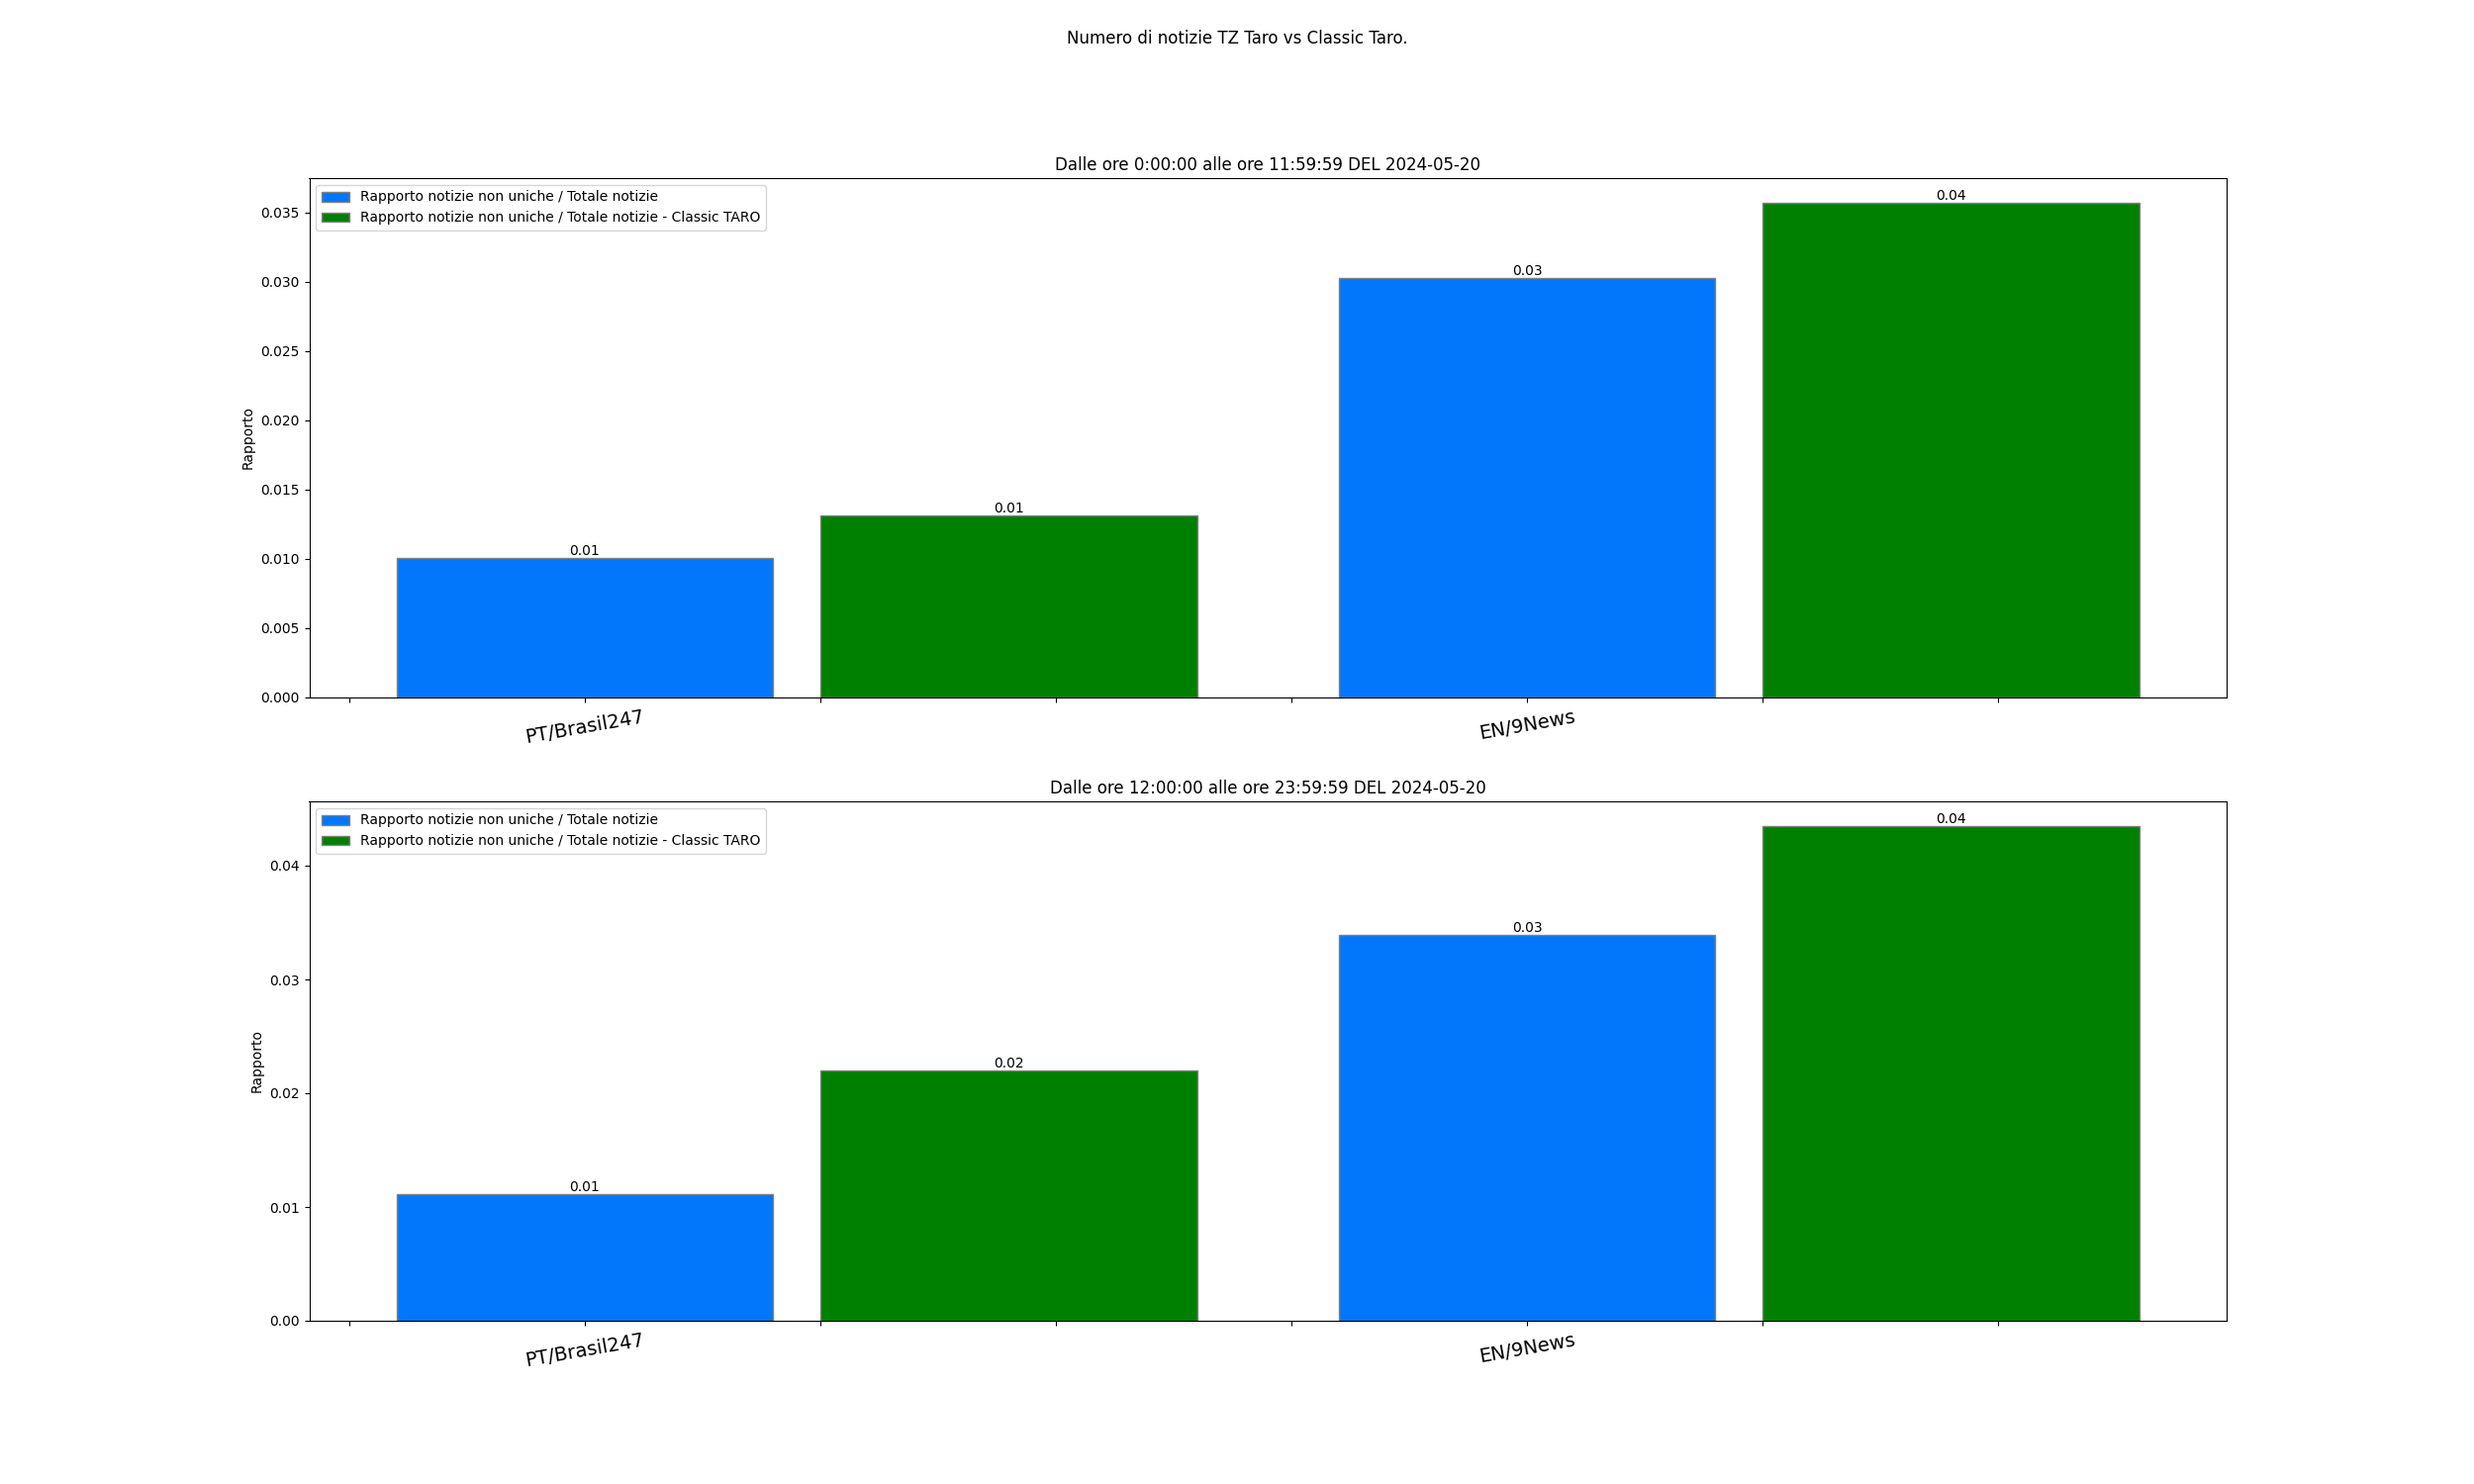 Numero di notizie TZ Taro vs Classic Taro.
Dalle ore 0:00:00 alle ore 11:59:59 DEL 2024-05-20
Rapporto notizie non uniche / Totale notizie
Rapporto notizie non uniche / Totale notizie - Classic TARO
Rapporto
0.035
0.030
0.025
0.020
0.015
0.010
0.005
0.000
0.01
0.01
0.03
0.04
PT/Brasil247
EN/9News
Dalle ore 12:00:00 alle ore 23:59:59 DEL 2024-05-20
Rapporto notizie non uniche / Totale notizie
Rapporto notizie non uniche / Totale notizie - Classic TARO
Rapporto
0.04
0.03
0.02
0.01
0.00
0.01
0.02
0.03
0.04
PT/Brasil247
EN/9News